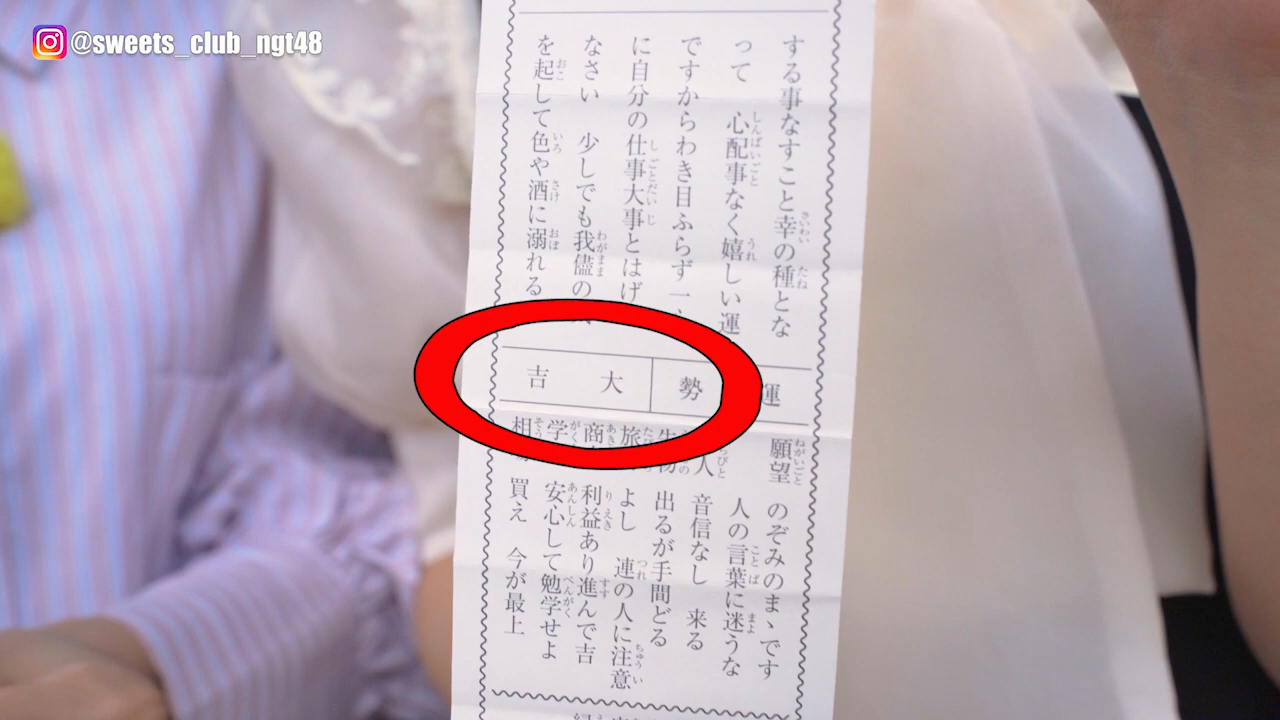 @sweets_club_ngt48
する事なすこと幸の種とな
って 心配事なく嬉しい運
ですからわき目ふらず一
に自分の仕事大事とはげ
なさい 少しでも我儘の
を起して色や酒に溺れる
運勢 大吉
願望 のぞみのまゝです
人の言葉に迷うな
人 音信なし 来る
出るが手間どる
旅 よし 連の人に注意
商 利益あり進んで吉
学 安心して勉学せよ
相 買え 今が最上